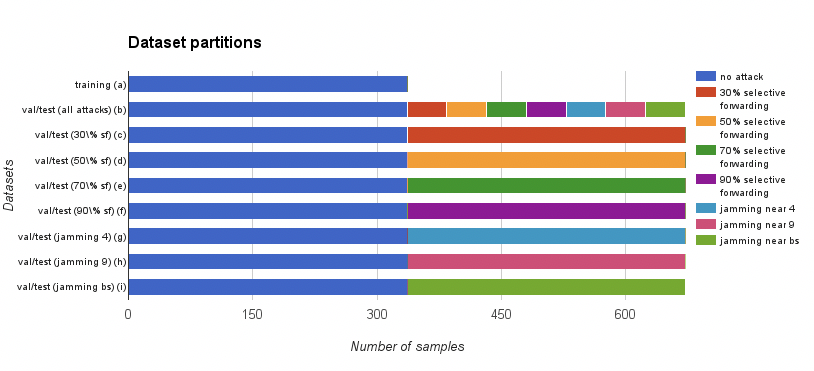 Dataset partitions
training (a)
val/test (all attacks) (b)
val/test (30\% sf) (c)
val/test (50\% sf) (d)
val/test (70\% sf) (e)
val/test (90\% sf) (f)
val/test (jamming 4) (g)
val/test (jamming 9) (h)
val/test (jamming bs) (i)
Datasets
0 150 300 450 600
Number of samples
no attack
30% selective
forwarding
50% selective
forwarding
70% selective
forwarding
90% selective
forwarding
jamming near 4
jamming near 9
jamming near bs